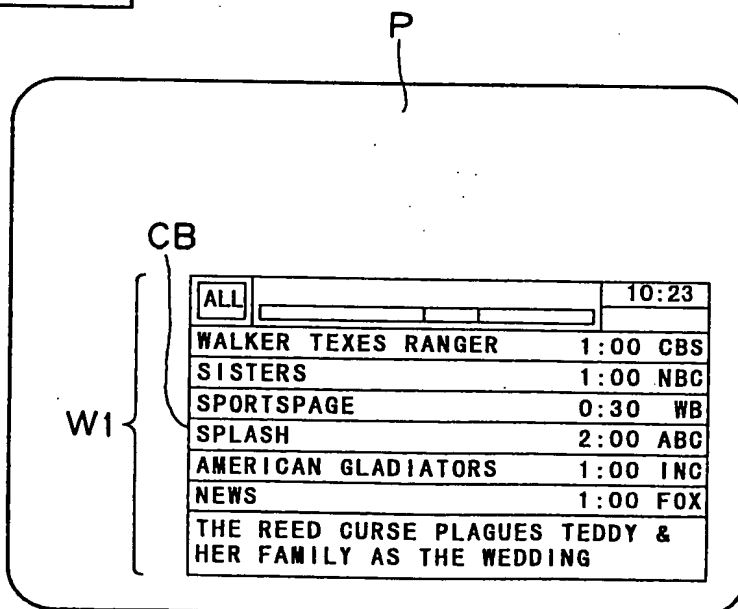 P
CB
W1
ALL 10:23
WALKER TEXES RANGER 1:00 CBS
SISTERS 1:00 NBC
SPORTSPAGE 0:30 WB
SPLASH 2:00 ABC
AMERICAN GLADIATORS 1:00 INC
NEWS 1:00 FOX
THE REED CURSE PLAGUES TEDDY &
HER FAMILY AS THE WEDDING